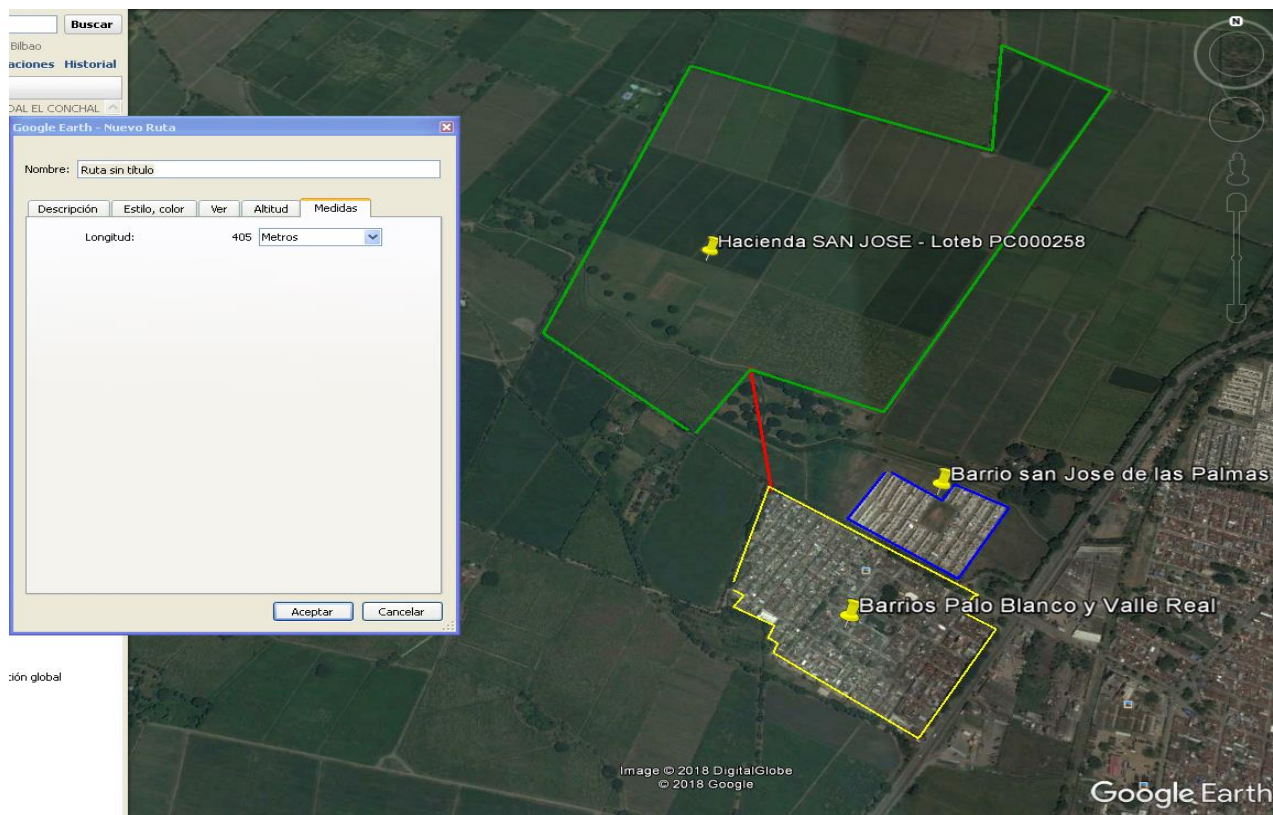 Buscar
Bilbao
aciones Historial
DAL EL CONCHAL
Google Earth - Nuevo Ruta
Nombre: Ruta sin título
Descripción Estilo, color Ver Altitud Medidas
Longitud: 405 Metros
Aceptar Cancelar
ción global
N
Hacienda SAN JOSE - Loteb PC000258
Barrio san Jose de las Palmas
Barrios Palo Blanco y Valle Real
Image © 2018 DigitalGlobe
© 2018 Google
Google Earth